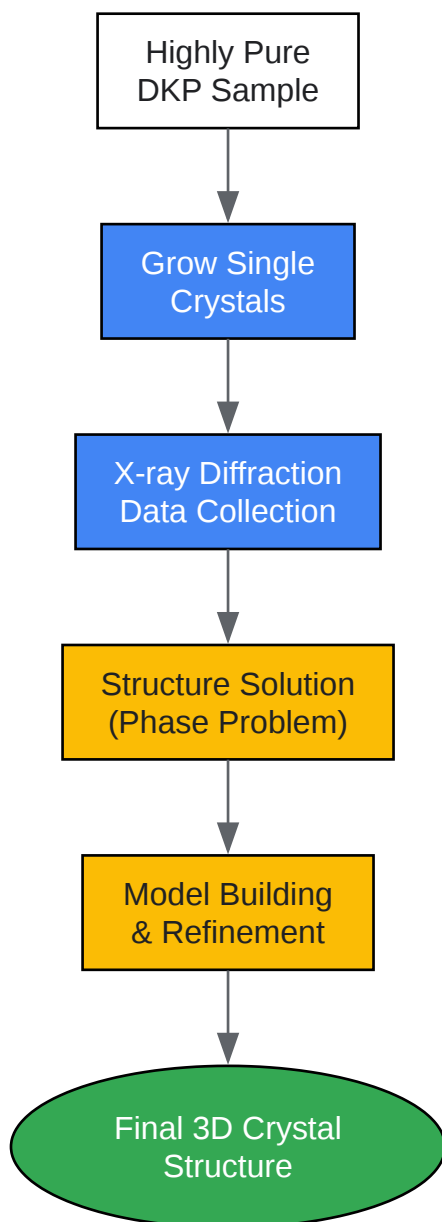 Highly Pure
DKP Sample
Grow Single
Crystals
X-ray Diffraction
Data Collection
Structure Solution
(Phase Problem)
Model Building
& Refinement
Final 3D Crystal
Structure